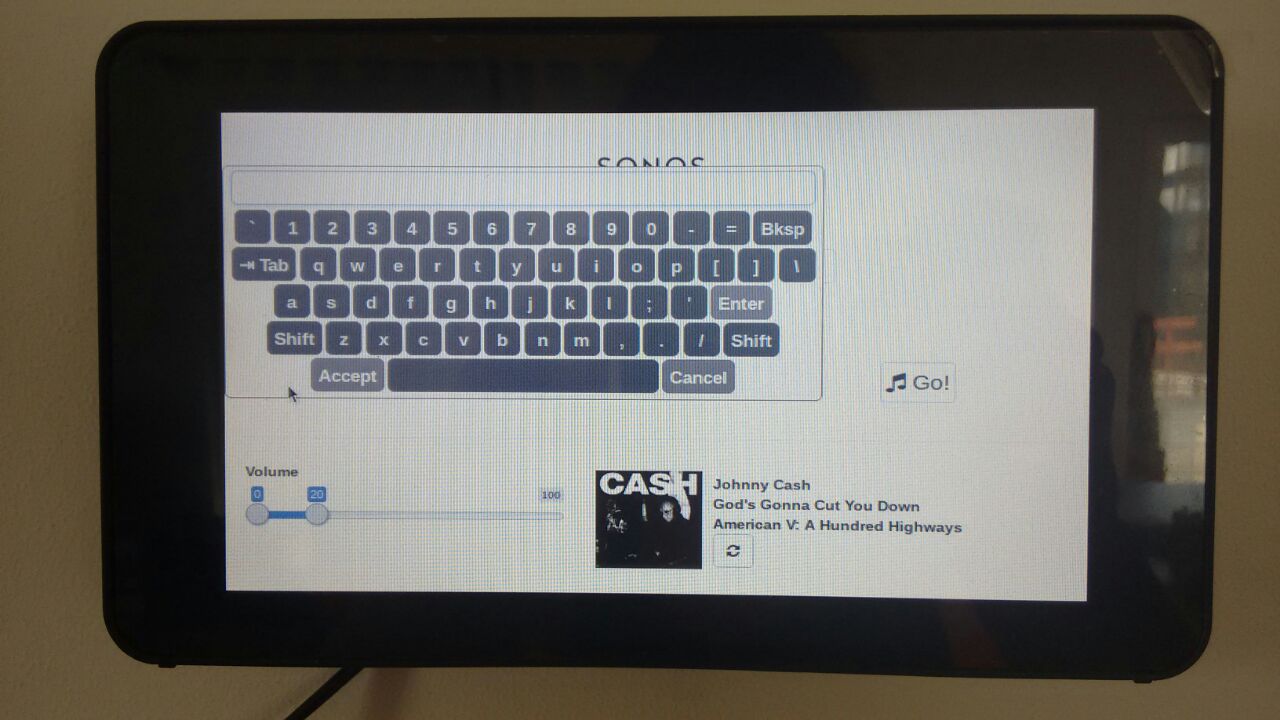 SONOS
` 1 2 3 4 5 6 7 8 9 0 - = Bksp
⇥ Tab q w e r t y u i o p [ ] \
a s d f g h j k l ; ' Enter
Shift z x c v b n m , . / Shift
Accept Cancel
Go!
Volume
0 20 100
CASH
Johnny Cash
God's Gonna Cut You Down
American V: A Hundred Highways